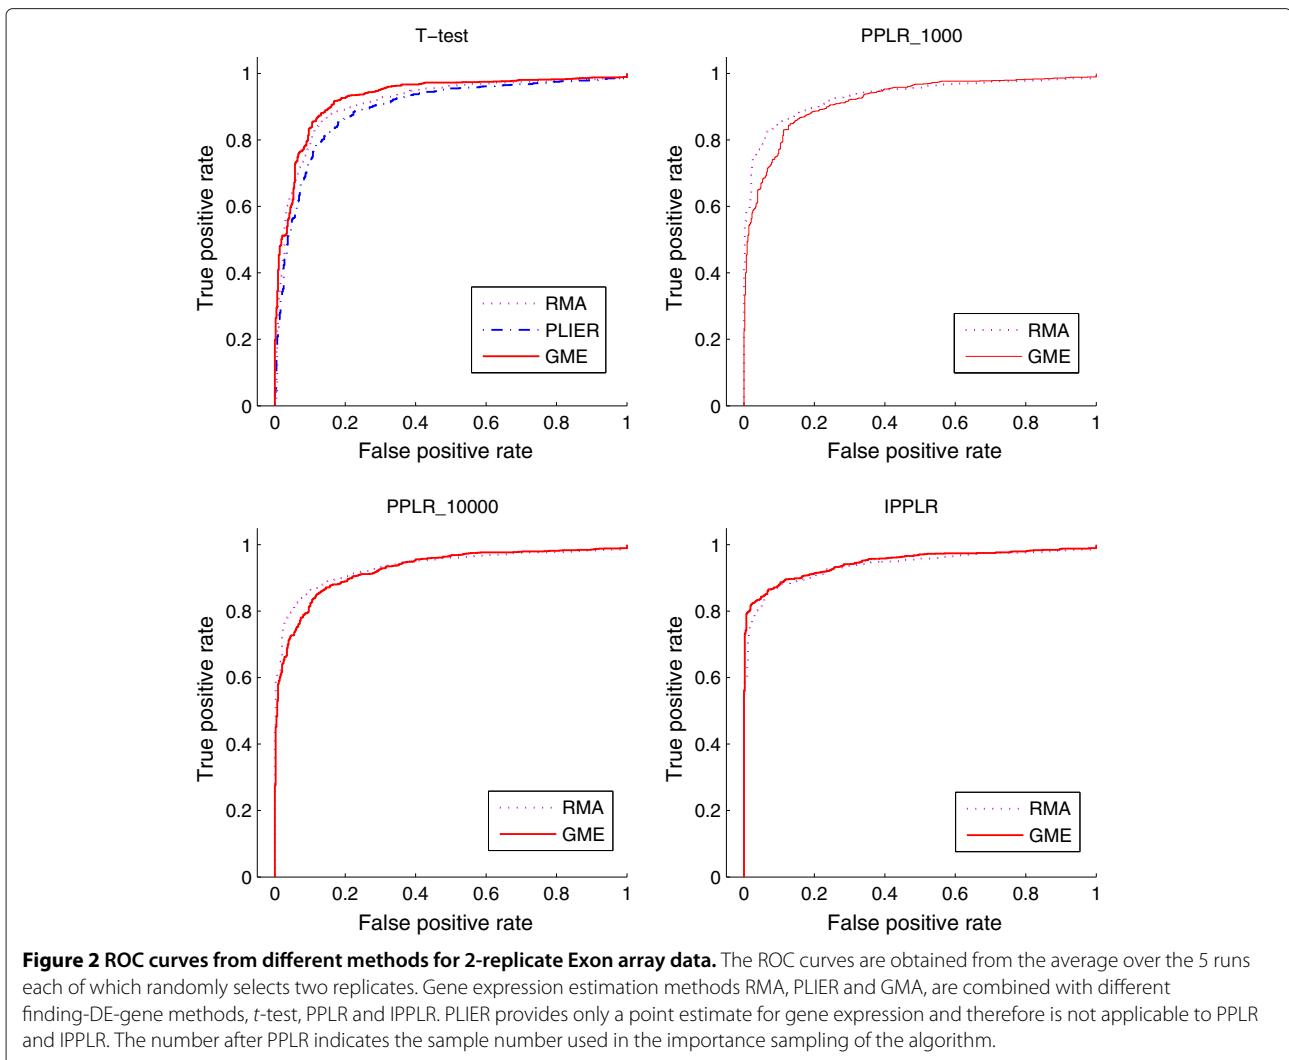 T−test
1
0.8
0.6
0.4
0.2
0
0 0.2 0.4 0.6 0.8 1
True positive rate
False positive rate
RMA
PLIER
GME
PPLR_1000
1
0.8
0.6
0.4
0.2
0
0 0.2 0.4 0.6 0.8 1
True positive rate
False positive rate
RMA
GME
PPLR_10000
1
0.8
0.6
0.4
0.2
0
0 0.2 0.4 0.6 0.8 1
True positive rate
False positive rate
RMA
GME
IPPLR
1
0.8
0.6
0.4
0.2
0
0 0.2 0.4 0.6 0.8 1
True positive rate
False positive rate
RMA
GME
Figure 2 ROC curves from different methods for 2-replicate Exon array data. The ROC curves are obtained from the average over the 5 runs
each of which randomly selects two replicates. Gene expression estimation methods RMA, PLIER and GMA, are combined with different
finding-DE-gene methods, t-test, PPLR and IPPLR. PLIER provides only a point estimate for gene expression and therefore is not applicable to PPLR
and IPPLR. The number after PPLR indicates the sample number used in the importance sampling of the algorithm.